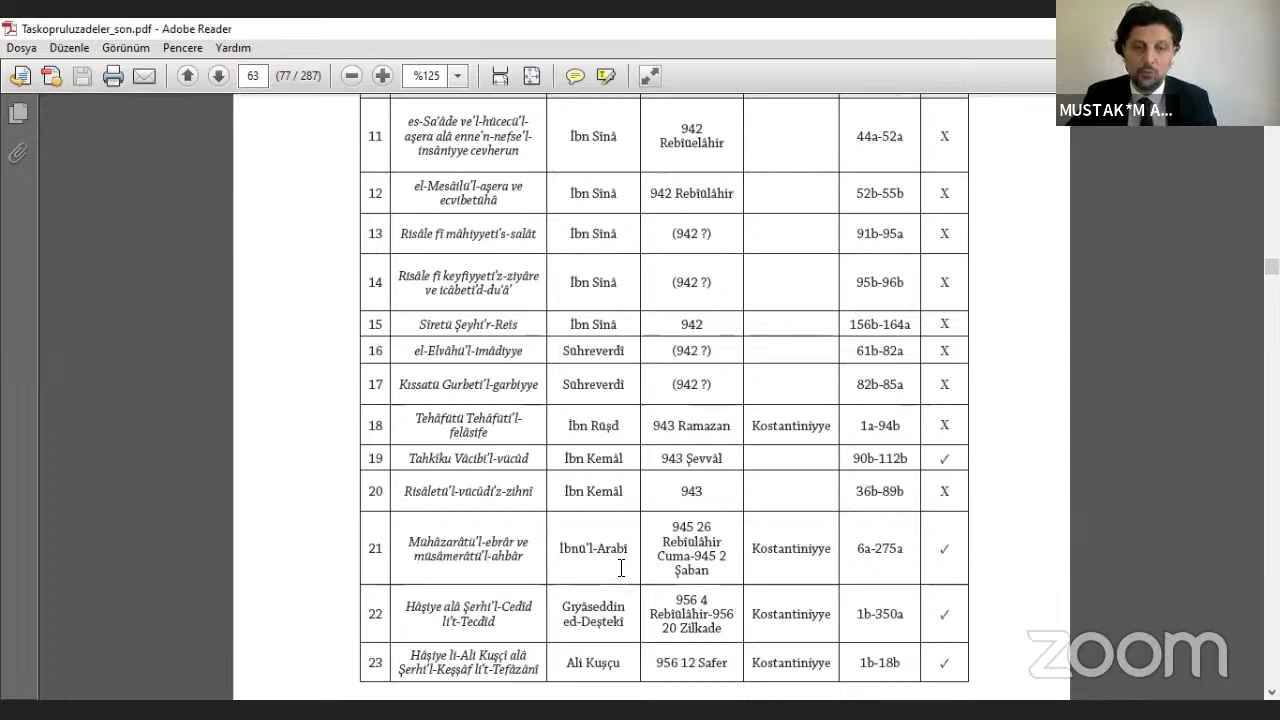 Taskopruluzadeler_son.pdf - Adobe Reader
Dosya Düzenle Görünüm Pencere Yardım
63 (77 / 287) %125
MUSTAK*M A...
es-Sa'âde ve'l-hücecü'l-
11 aşera alâ enne'n-nefse'l- İbn Sînâ 942 Rebîüelâhir 44a-52a X
insâniyye cevherun
12 el-Mesâilü'l-aşera ve İbn Sînâ 942 Rebîülâhir 52b-55b X
ecvibetühâ
13 Risâle fî mâhiyyeti's-salât İbn Sînâ (942 ?) 91b-95a X
14 Risâle fî keyfiyyeti'z-ziyâre İbn Sînâ (942 ?) 95b-96b X
ve icâbeti'd-du'â'
15 Sîretü Şeyhi'r-Reîs İbn Sînâ 942 156b-164a X
16 el-Elvâhü'l-imâdiyye Sühreverdî (942 ?) 61b-82a X
17 Kıssatü Gurbeti'l-garbiyye Sühreverdî (942 ?) 82b-85a X
18 Tehâfütü Tehâfüti'l- İbn Rüşd 943 Ramazan Kostantiniyye 1a-94b X
felâsife
19 Tahkîku Vâcibi'l-vücûd İbn Kemâl 943 Şevvâl 90b-112b ✓
20 Risâletü'l-vücûdi'z-zihnî İbn Kemâl 943 36b-89b X
945 26
21 Mühâzarâtü'l-ebrâr ve İbnü'l-Arabî Rebîülâhir Kostantiniyye 6a-275a ✓
müsâmerâtü'l-ahbâr Cuma-945 2
Şaban
22 Hâşiye alâ Şerhi'l-Cedîd Gıyâseddin 956 4 Kostantiniyye 1b-350a ✓
li't-Tecdîd ed-Deştekî Rebîülâhir-956
20 Zilkade
23 Hâşiye li-Ali Kuşçî alâ Ali Kuşçu 956 12 Safer Kostantiniyye 1b-18b ✓
Şerhi'l-Keşşâf li't-Tefâzânî
zoom